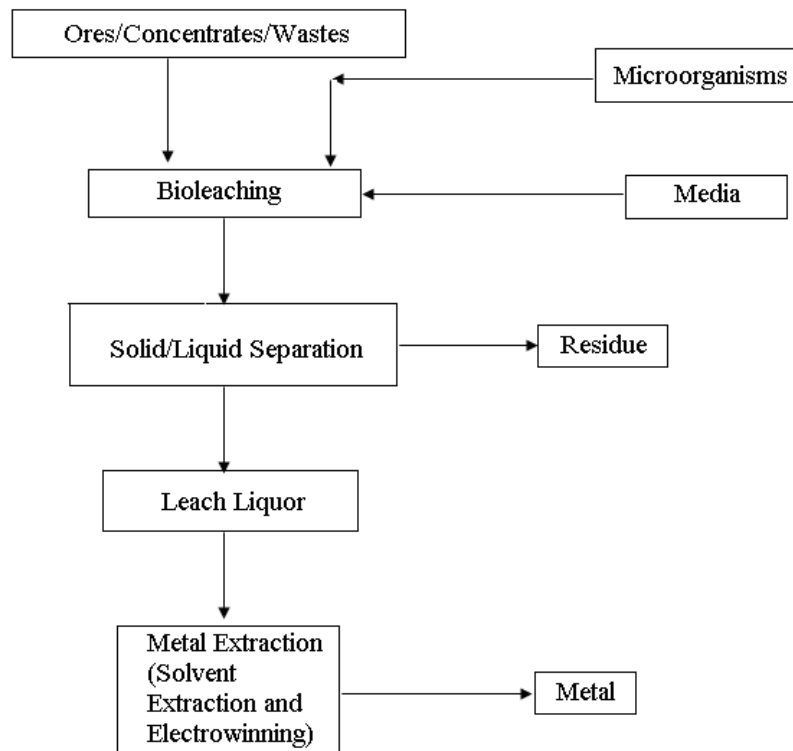 Ores/Concentrates/Wastes
Microorganisms
Bioleaching
Media
Solid/Liquid Separation
Residue
Leach Liquor
Metal Extraction
(Solvent
Extraction and
Electrowinning)
Metal